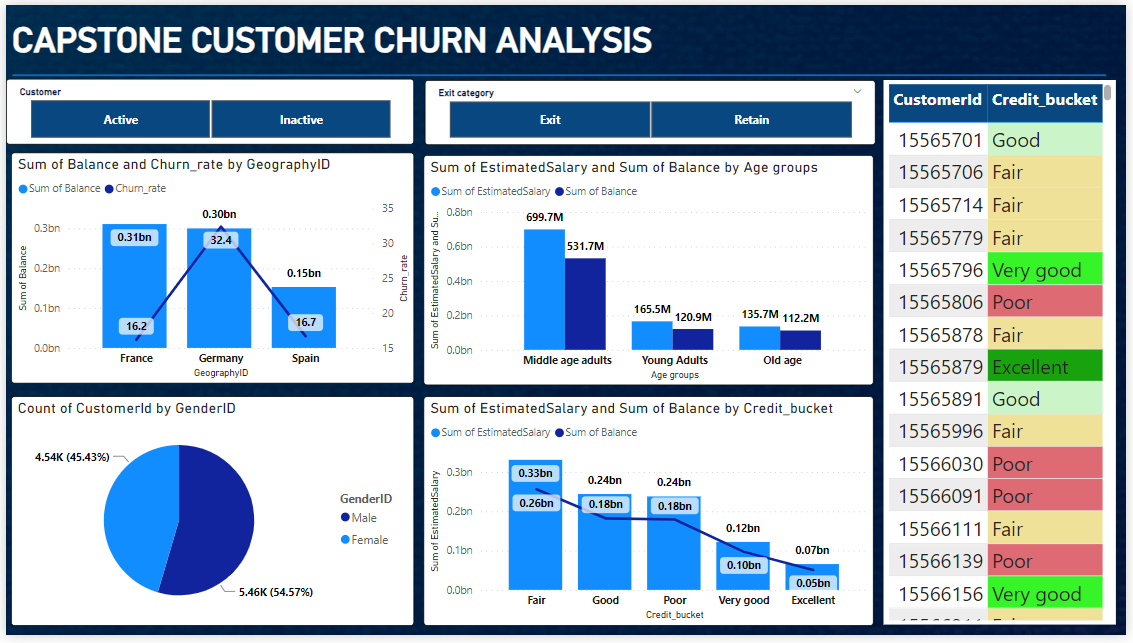 CAPSTONE CUSTOMER CHURN ANALYSIS
Customer
Active Inactive
Exit category
Exit Retain
Sum of Balance and Churn_rate by GeographyID
Sum of Balance Churn_rate
Sum of Balance
0.3bn
0.2bn
0.1bn
0.0bn
0.31bn
0.30bn
0.15bn
16.2
32.4
16.7
35
30
25
20
15
Churn_rate
France Germany Spain
GeographyID
Sum of EstimatedSalary and Sum of Balance by Age groups
Sum of EstimatedSalary Sum of Balance
Sum of EstimatedSalary and Su...
0.8bn
0.6bn
0.4bn
0.2bn
0.0bn
699.7M
531.7M
165.5M
120.9M
135.7M
112.2M
Middle age adults Young Adults Old age
Age groups
Count of CustomerId by GenderID
4.54K (45.43%)
5.46K (54.57%)
GenderID
Male
Female
Sum of EstimatedSalary and Sum of Balance by Credit_bucket
Sum of EstimatedSalary Sum of Balance
Sum of EstimatedSalary
0.3bn
0.2bn
0.1bn
0.0bn
0.33bn
0.26bn
0.24bn
0.18bn
0.24bn
0.18bn
0.12bn
0.10bn
0.07bn
0.05bn
Fair Good Poor Very good Excellent
Credit_bucket
CustomerId Credit_bucket
15565701 Good
15565706 Fair
15565714 Fair
15565779 Fair
15565796 Very good
15565806 Poor
15565878 Fair
15565879 Excellent
15565891 Good
15565996 Fair
15566030 Poor
15566091 Poor
15566111 Fair
15566139 Poor
15566156 Very good